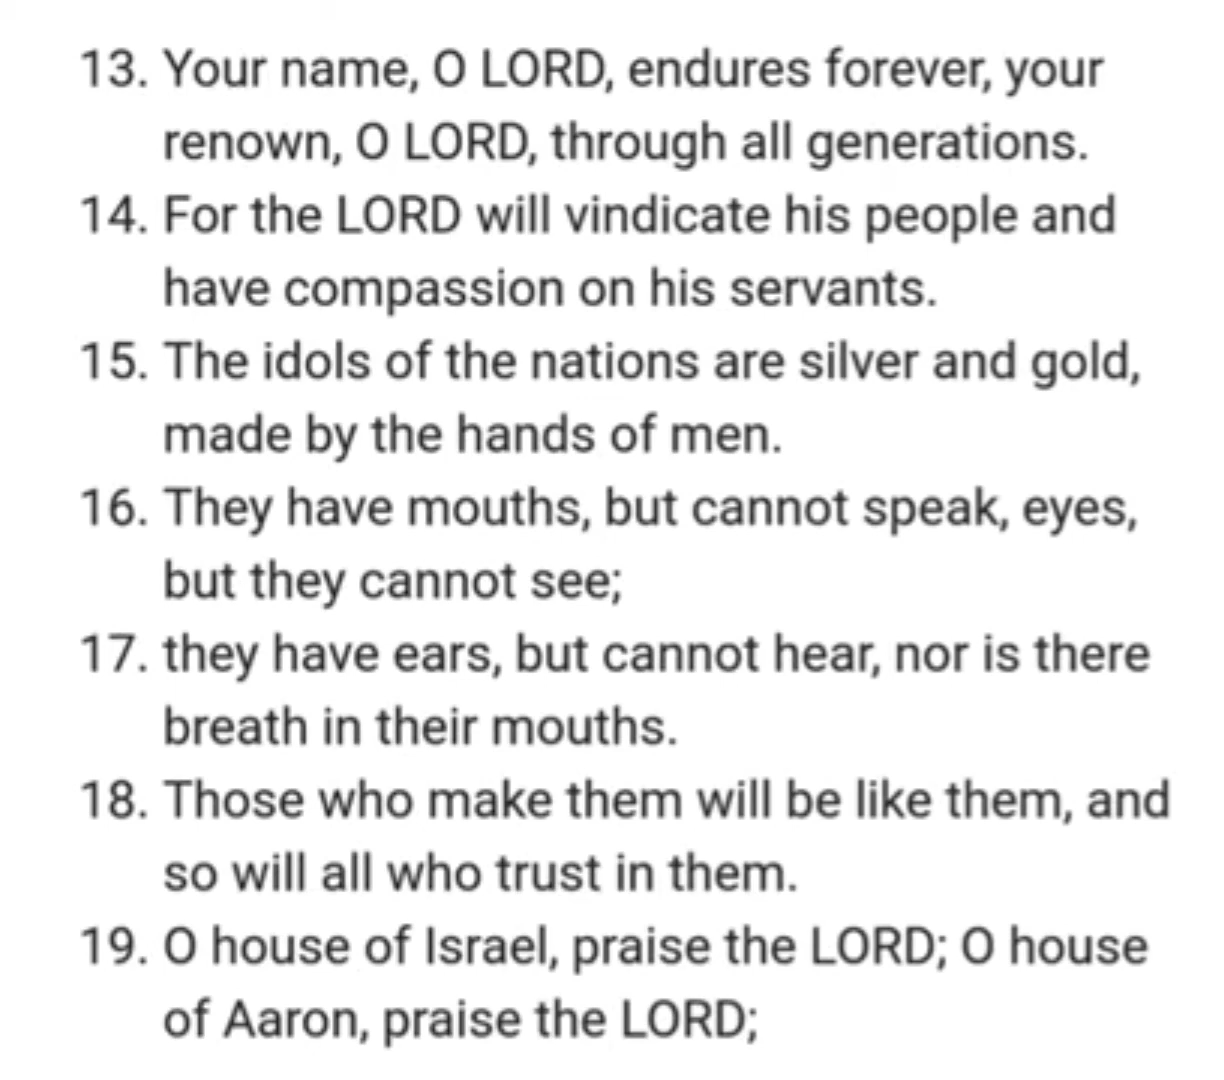 13. Your name, O LORD, endures forever, your
renown, O LORD, through all generations.
14. For the LORD will vindicate his people and
have compassion on his servants.
15. The idols of the nations are silver and gold,
made by the hands of men.
16. They have mouths, but cannot speak, eyes,
but they cannot see;
17. they have ears, but cannot hear, nor is there
breath in their mouths.
18. Those who make them will be like them, and
so will all who trust in them.
19. O house of Israel, praise the LORD; O house
of Aaron, praise the LORD;